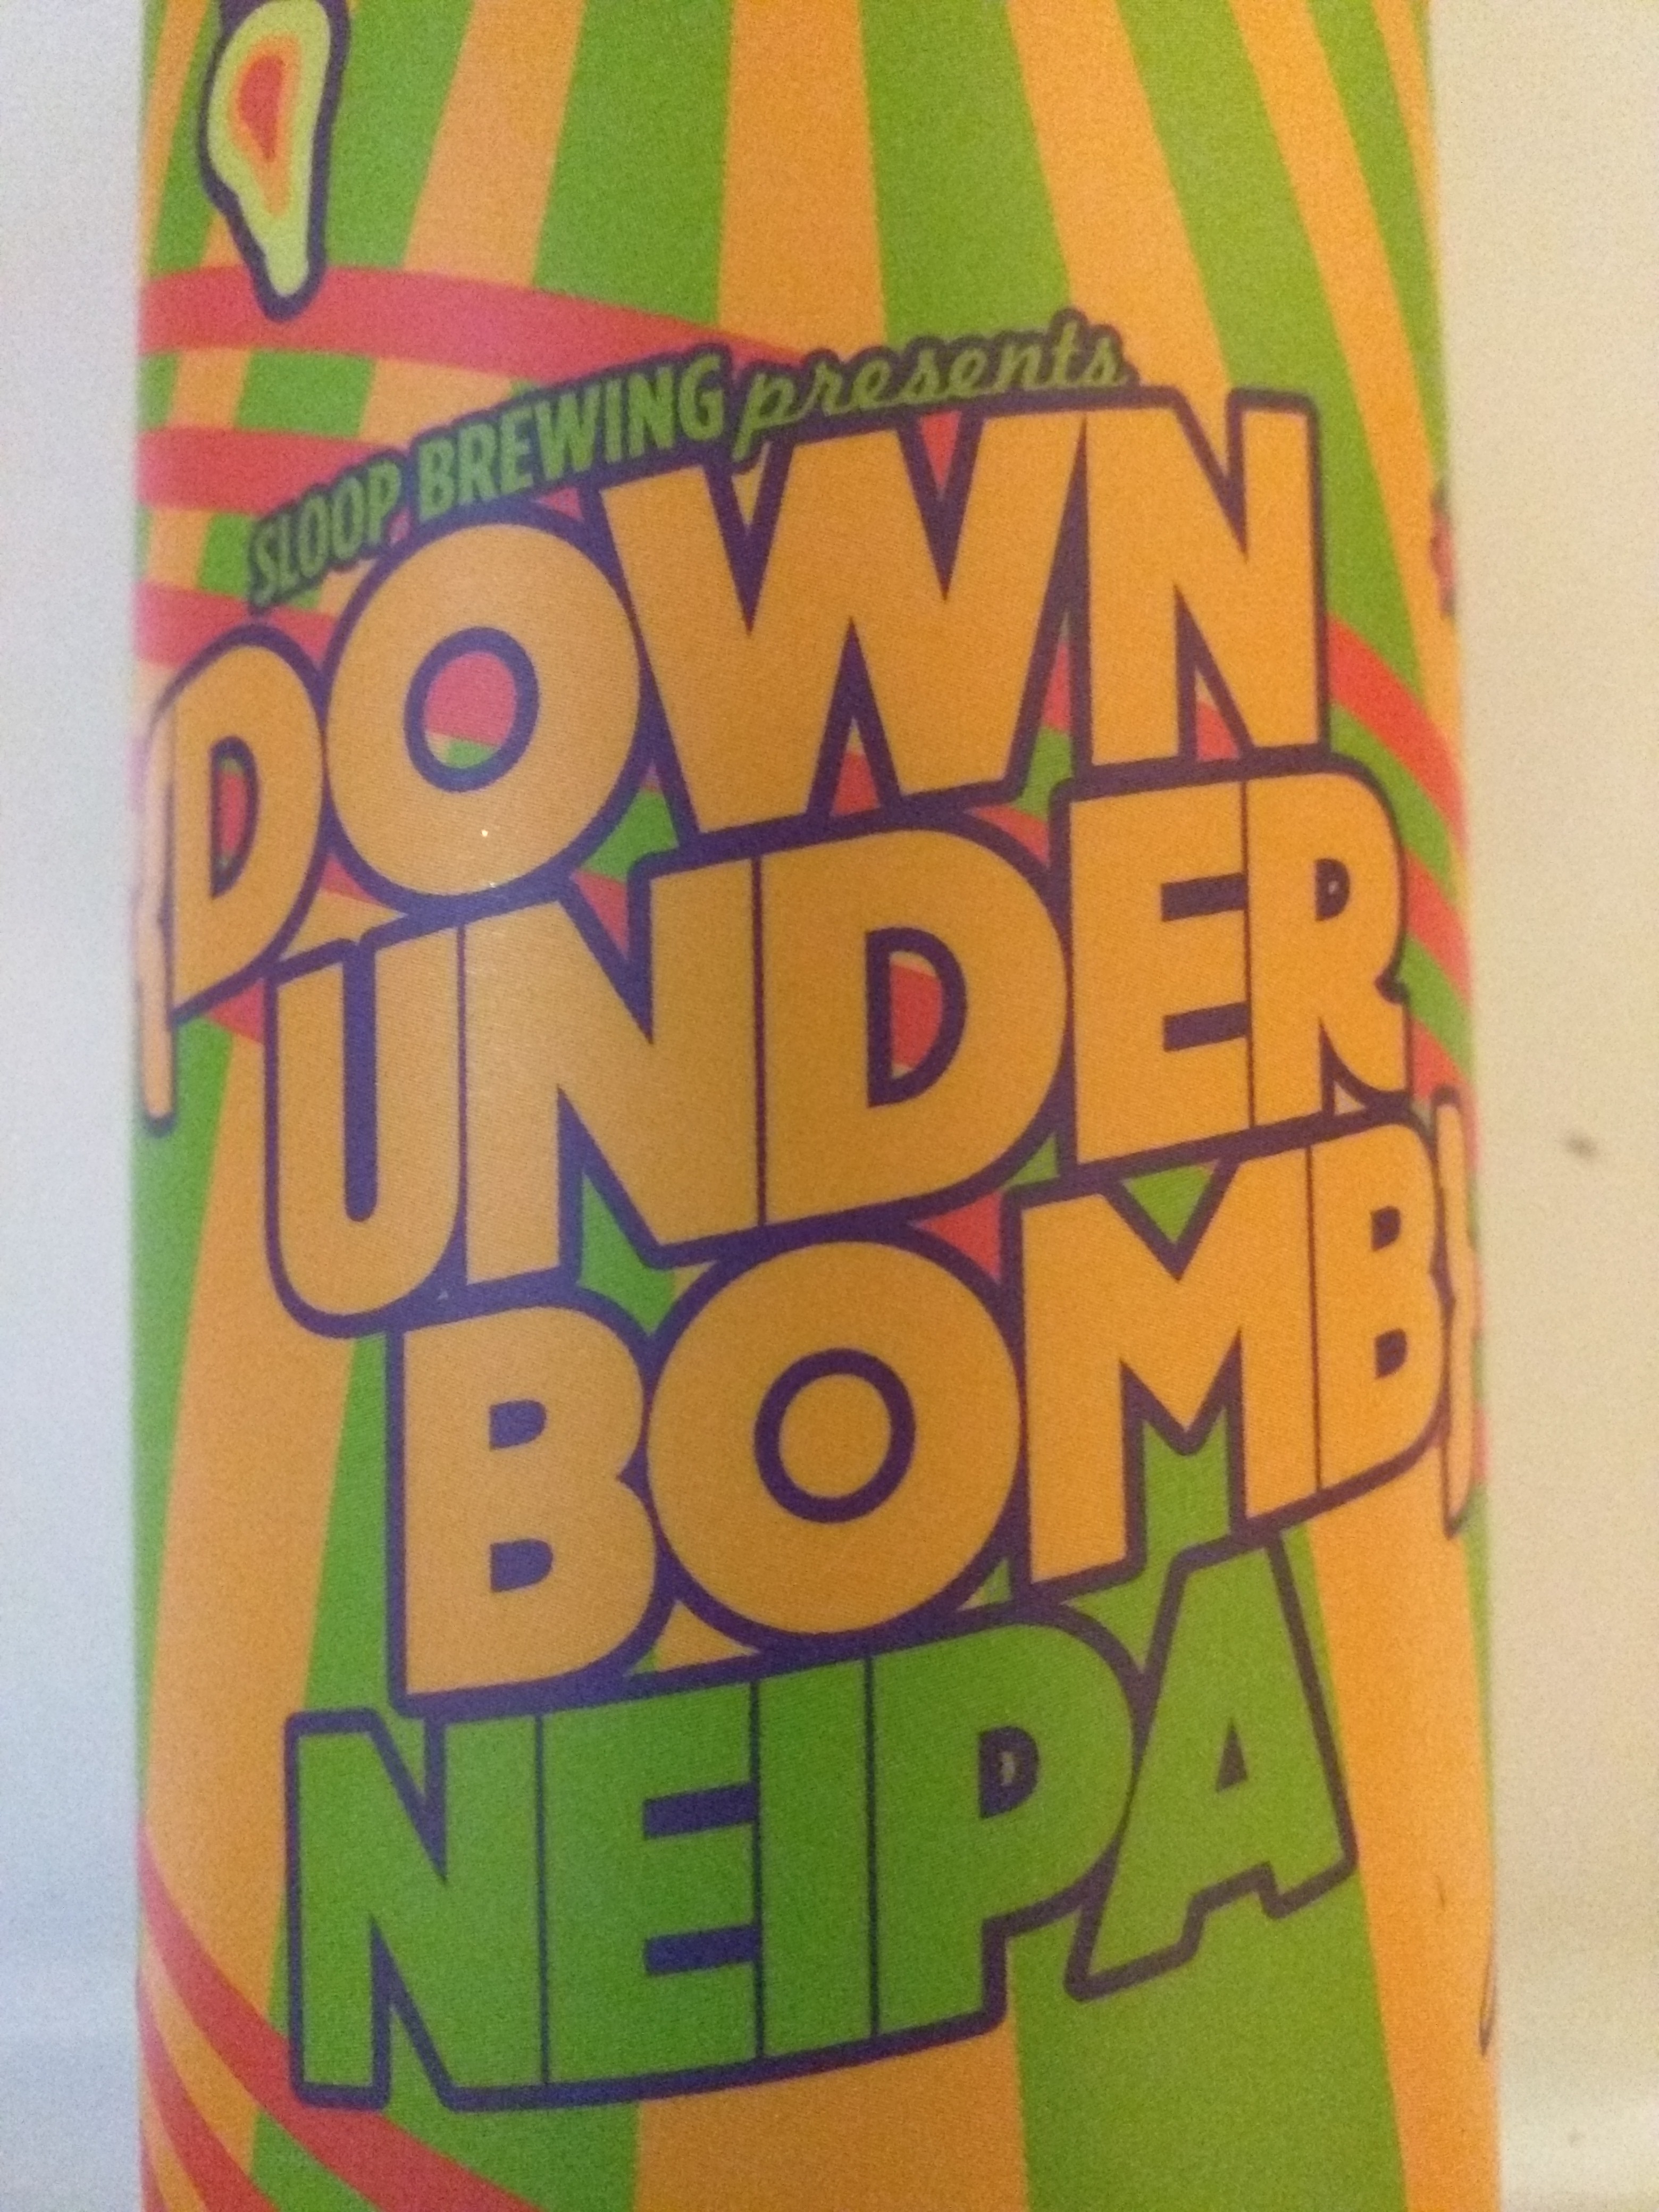 SLOOP BREWING presents
DOWN
UNDER
BOMB
NEIPA